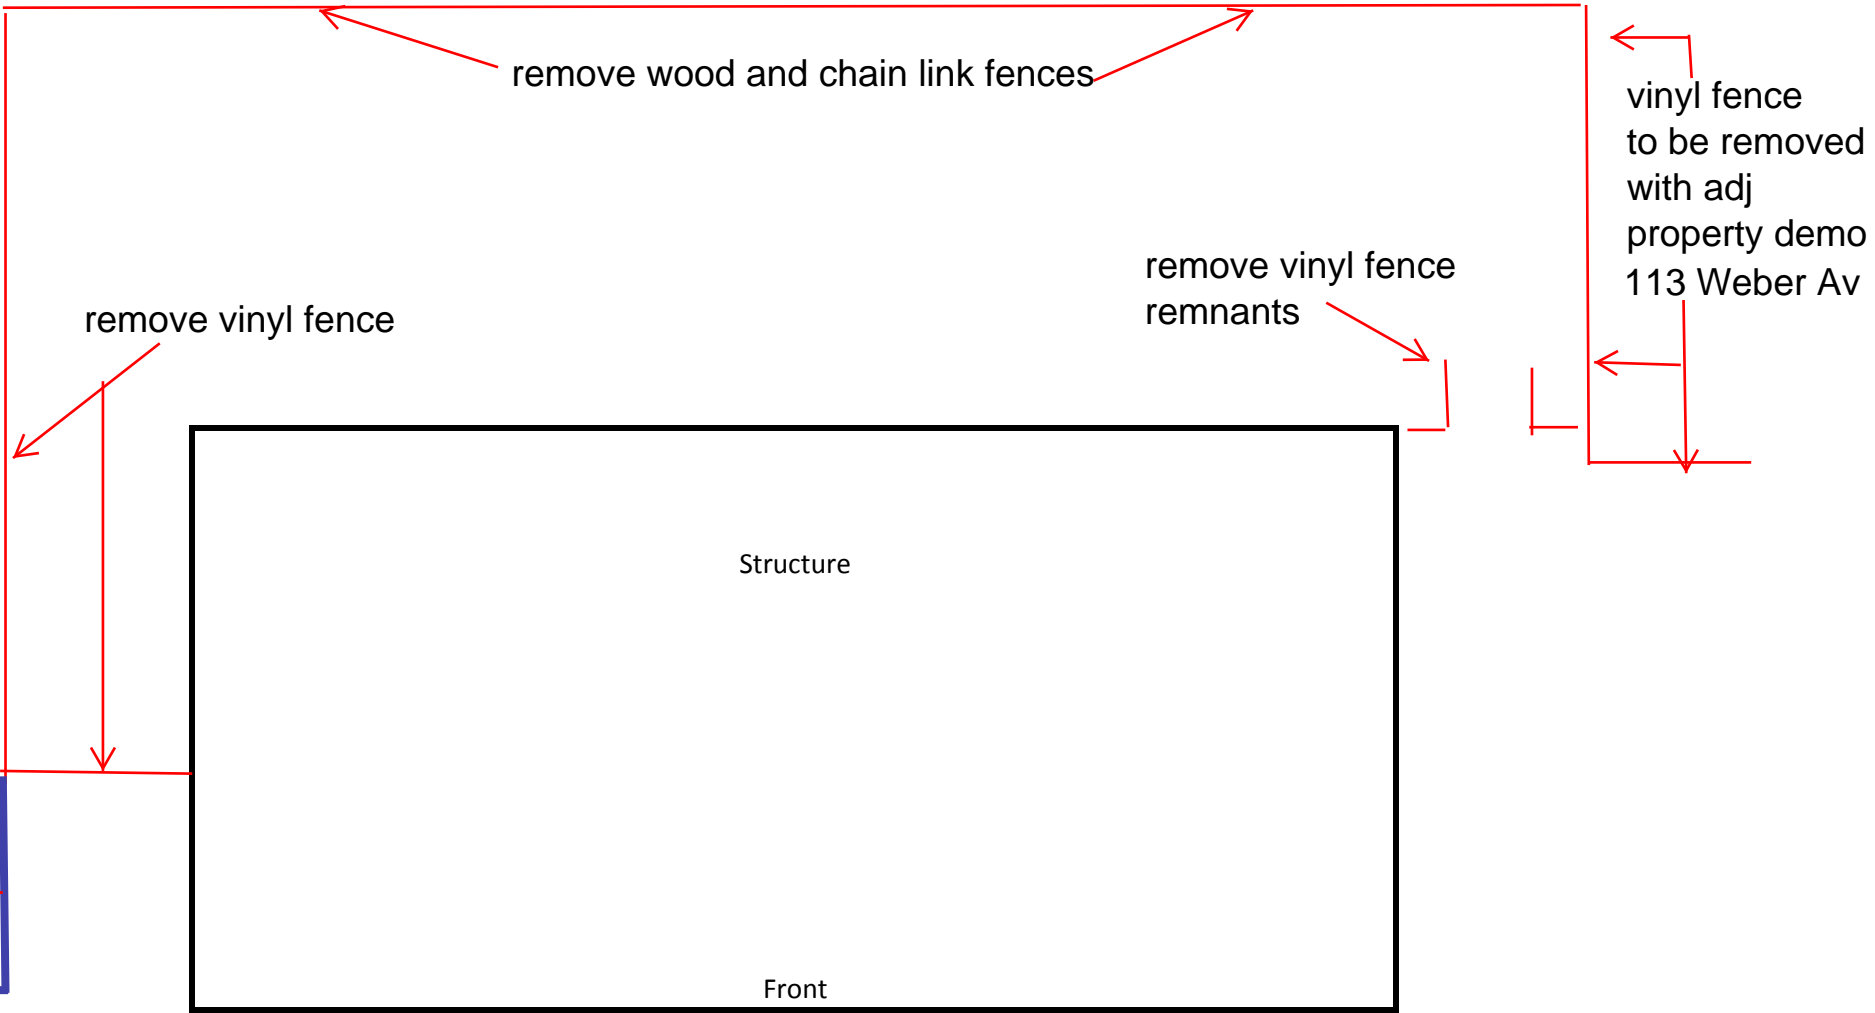 remove wood and chain link fences
vinyl fence
to be removed
with adj
property demo
113 Weber Av
remove vinyl fence
remnants
remove vinyl fence
Structure
Front